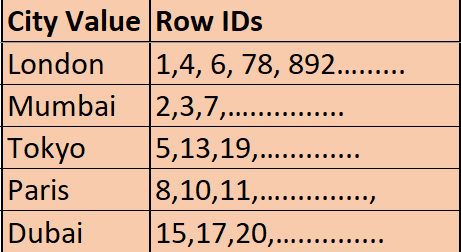 City Value Row IDs
London 1,4, 6, 78, 892….......
Mumbai 2,3,7,…..............
Tokyo 5,13,19,…............
Paris 8,10,11,….............,
Dubai 15,17,20,…............